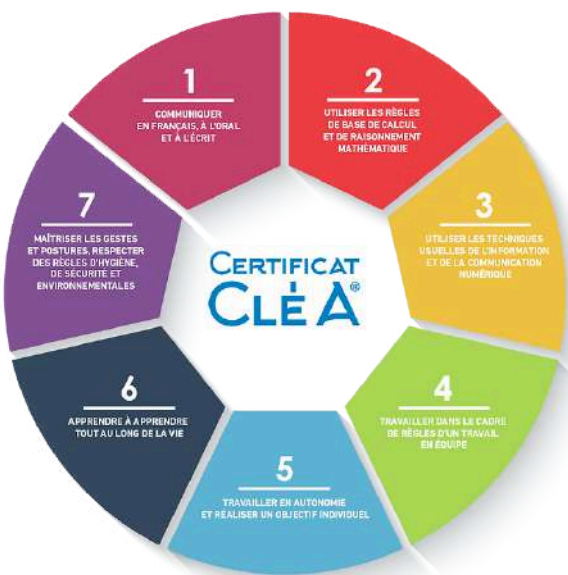 1
COMMUNIQUER
EN FRANÇAIS, À L'ORAL
ET À L'ÉCRIT
2
UTILISER LES RÈGLES
DE BASE DE CALCUL
ET DE RAISONNEMENT
MATHÉMATIQUE
3
UTILISER LES TECHNIQUES
USUELLES DE L'INFORMATION
ET DE LA COMMUNICATION
NUMÉRIQUE
4
TRAVAILLER DANS LE CADRE
DE RÈGLES D'UN TRAVAIL
EN ÉQUIPE
5
TRAVAILLER EN AUTONOMIE
ET RÉALISER UN OBJECTIF INDIVIDUEL
6
APPRENDRE À APPRENDRE
TOUT AU LONG DE LA VIE
7
MAÎTRISER LES GESTES
ET POSTURES, RESPECTER
DES RÈGLES D'HYGIÈNE,
DE SÉCURITÉ ET
ENVIRONNEMENTALES
CERTIFICAT
CLÉA®